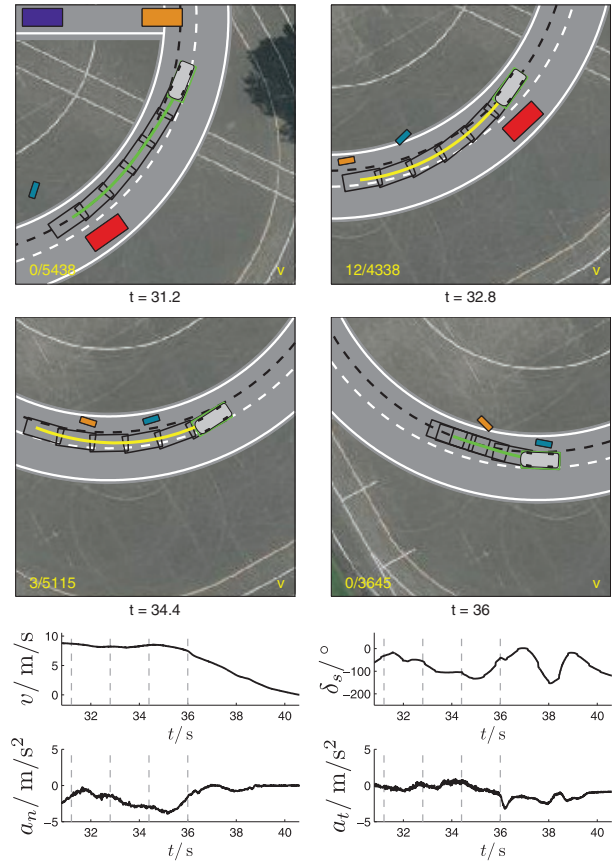 0/5438 v
t = 31.2
12/4338 v
t = 32.8
3/5115 v
t = 34.4
0/3645 v
t = 36
v / m/s
10
5
0
32 34 36 38 40
t / s
δs / °
0
−100
−200
32 34 36 38 40
t / s
an / m/s²
5
0
−5
32 34 36 38 40
t / s
at / m/s²
5
0
−5
32 34 36 38 40
t / s